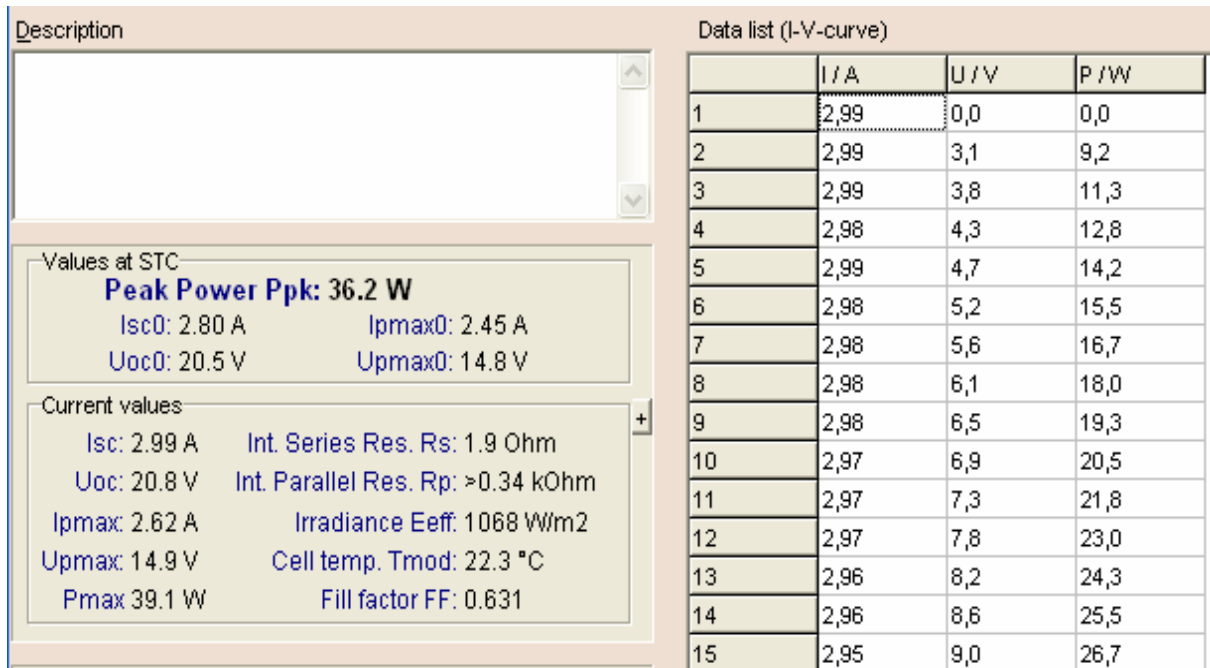 Description
Values at STC
Peak Power Ppk: 36.2 W
Isc0: 2.80 A Ipmax0: 2.45 A
Uoc0: 20.5 V Upmax0: 14.8 V
Current values
+
Isc: 2.99 A Int. Series Res. Rs: 1.9 Ohm
Uoc: 20.8 V Int. Parallel Res. Rp: >0.34 kOhm
Ipmax: 2.62 A Irradiance Eeff: 1068 W/m2
Upmax: 14.9 V Cell temp. Tmod: 22.3 °C
Pmax 39.1 W Fill factor FF: 0.631
Data list (I-V-curve)
I / A U / V P / W
1 2,99 0,0 0,0
2 2,99 3,1 9,2
3 2,99 3,8 11,3
4 2,98 4,3 12,8
5 2,99 4,7 14,2
6 2,98 5,2 15,5
7 2,98 5,6 16,7
8 2,98 6,1 18,0
9 2,98 6,5 19,3
10 2,97 6,9 20,5
11 2,97 7,3 21,8
12 2,97 7,8 23,0
13 2,96 8,2 24,3
14 2,96 8,6 25,5
15 2,95 9,0 26,7